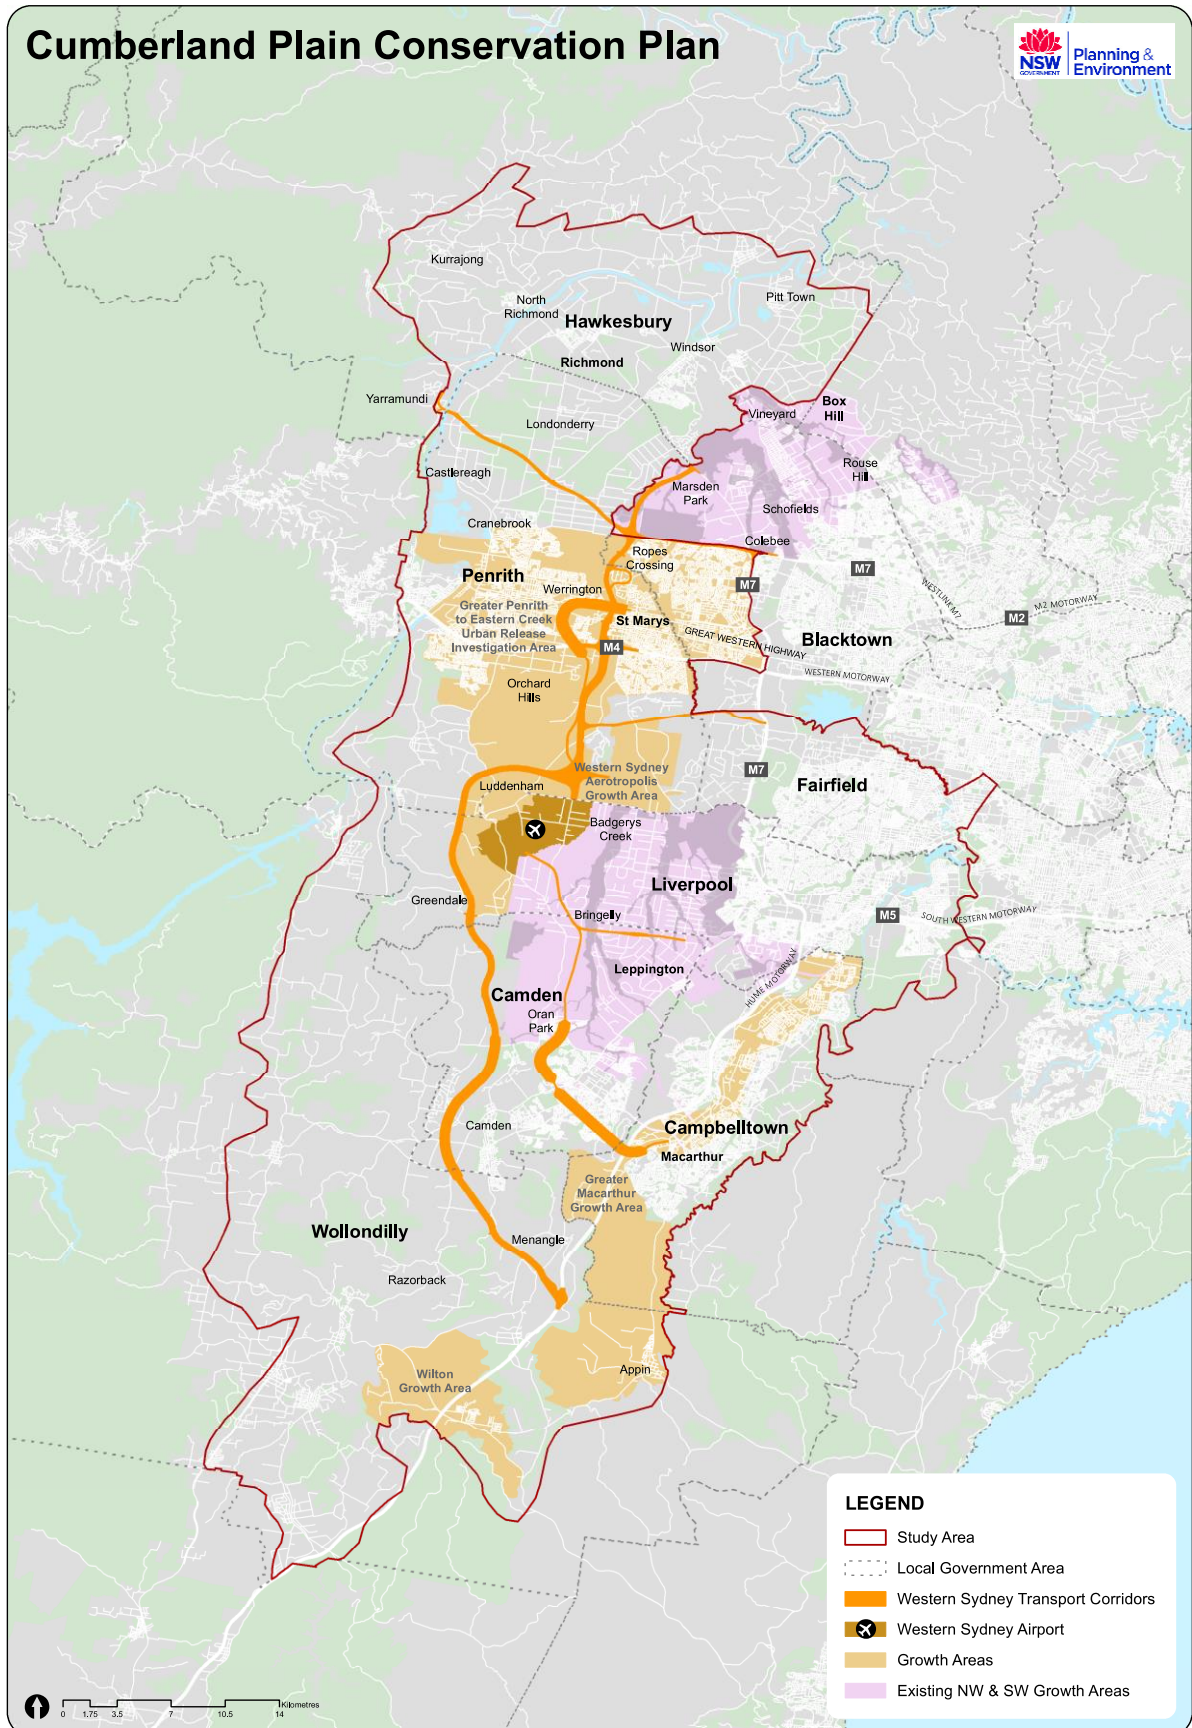 Cumberland Plain Conservation Plan
NSW
GOVERNMENT
Planning &
Environment
Kurrajong
North
Richmond
Pitt Town
Hawkesbury
Windsor
Richmond
Yarramundi
Box
Hill
Vineyard
Londonderry
Rouse
Hill
Castlereagh
Marsden
Park
Schofields
Cranebrook
Colebee
Ropes
Crossing
M7
Penrith
M7
Werrington
WESTLINK M7
M2 MOTORWAY
Greater Penrith
to Eastern Creek
Urban Release
Investigation Area
St Marys
M2
GREAT WESTERN HIGHWAY
Blacktown
M4
WESTERN MOTORWAY
Orchard
Hills
Western Sydney
Aerotropolis
Growth Area
M7
Luddenham
Fairfield
Badgerys
Creek
Liverpool
Greendale
Bringelly
M5
SOUTH WESTERN MOTORWAY
Leppington
HUME MOTORWAY
Camden
Oran
Park
Camden
Campbelltown
Macarthur
Greater
Macarthur
Growth Area
Wollondilly
Menangle
Razorback
Appin
Wilton
Growth Area
LEGEND
Study Area
Local Government Area
Western Sydney Transport Corridors
Western Sydney Airport
Growth Areas
Existing NW & SW Growth Areas
Kilometres
0 1.75 3.5 7 10.5 14